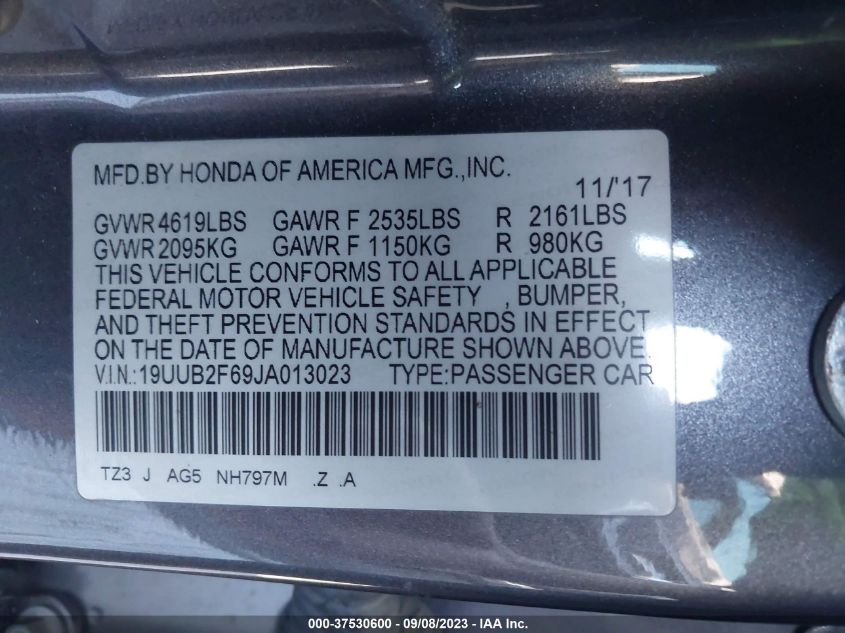 MFD.BY HONDA OF AMERICA MFG.,INC.
11/'17
GVWR 4619LBS GAWR F 2535LBS R 2161LBS
GVWR 2095KG GAWR F 1150KG R 980KG
THIS VEHICLE CONFORMS TO ALL APPLICABLE
FEDERAL MOTOR VEHICLE SAFETY , BUMPER,
AND THEFT PREVENTION STANDARDS IN EFFECT
ON THE DATE OF MANUFACTURE SHOWN ABOVE.
V.I.N.:19UUB2F69JA013023 TYPE:PASSENGER CAR
TZ3 J AG5 NH797M .Z .A
000-37530600 - 09/08/2023 - IAA Inc.